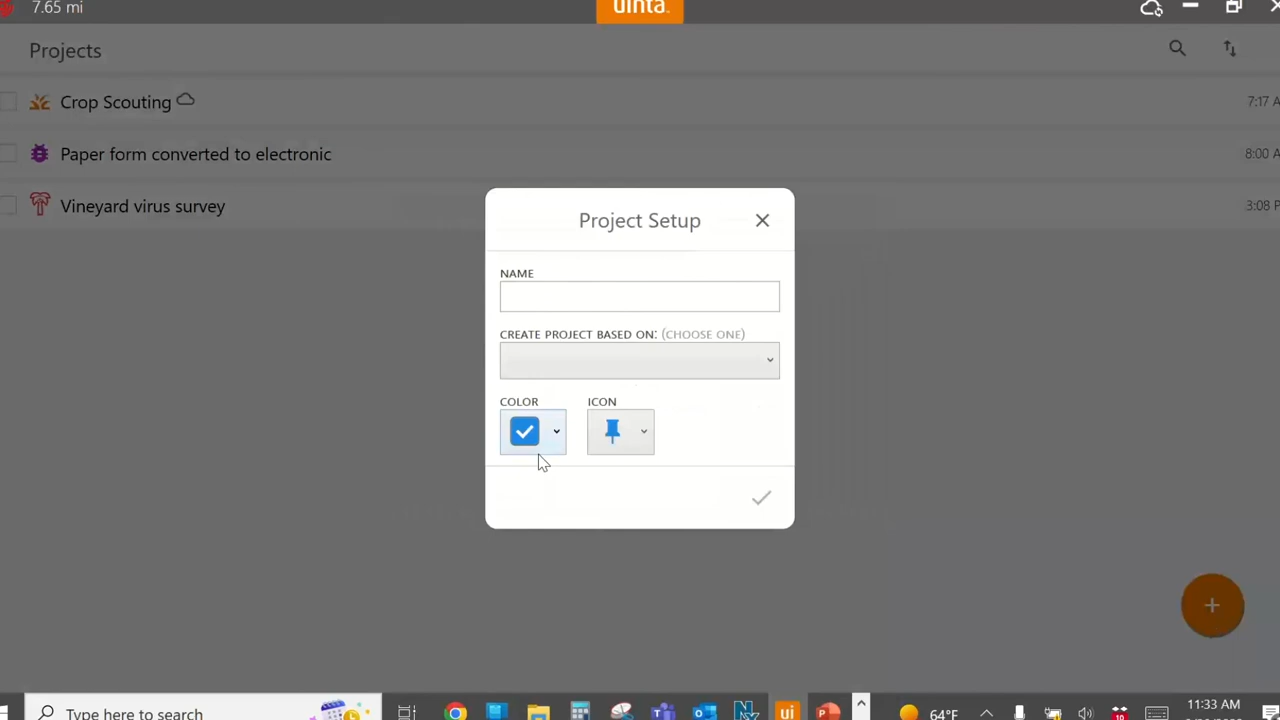 7.65 mi
uinta
Projects
Crop Scouting
7:17 A
Paper form converted to electronic
8:00 A
Vineyard virus survey
3:08 P
Project Setup
NAME
CREATE PROJECT BASED ON: (CHOOSE ONE)
COLOR ICON
Type here to search
64°F
11:33 AM